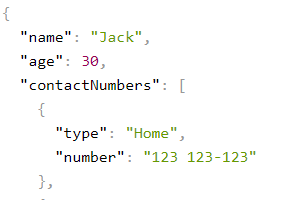 {
"name": "Jack",
"age": 30,
"contactNumbers": [
{
"type": "Home",
"number": "123 123-123"
},